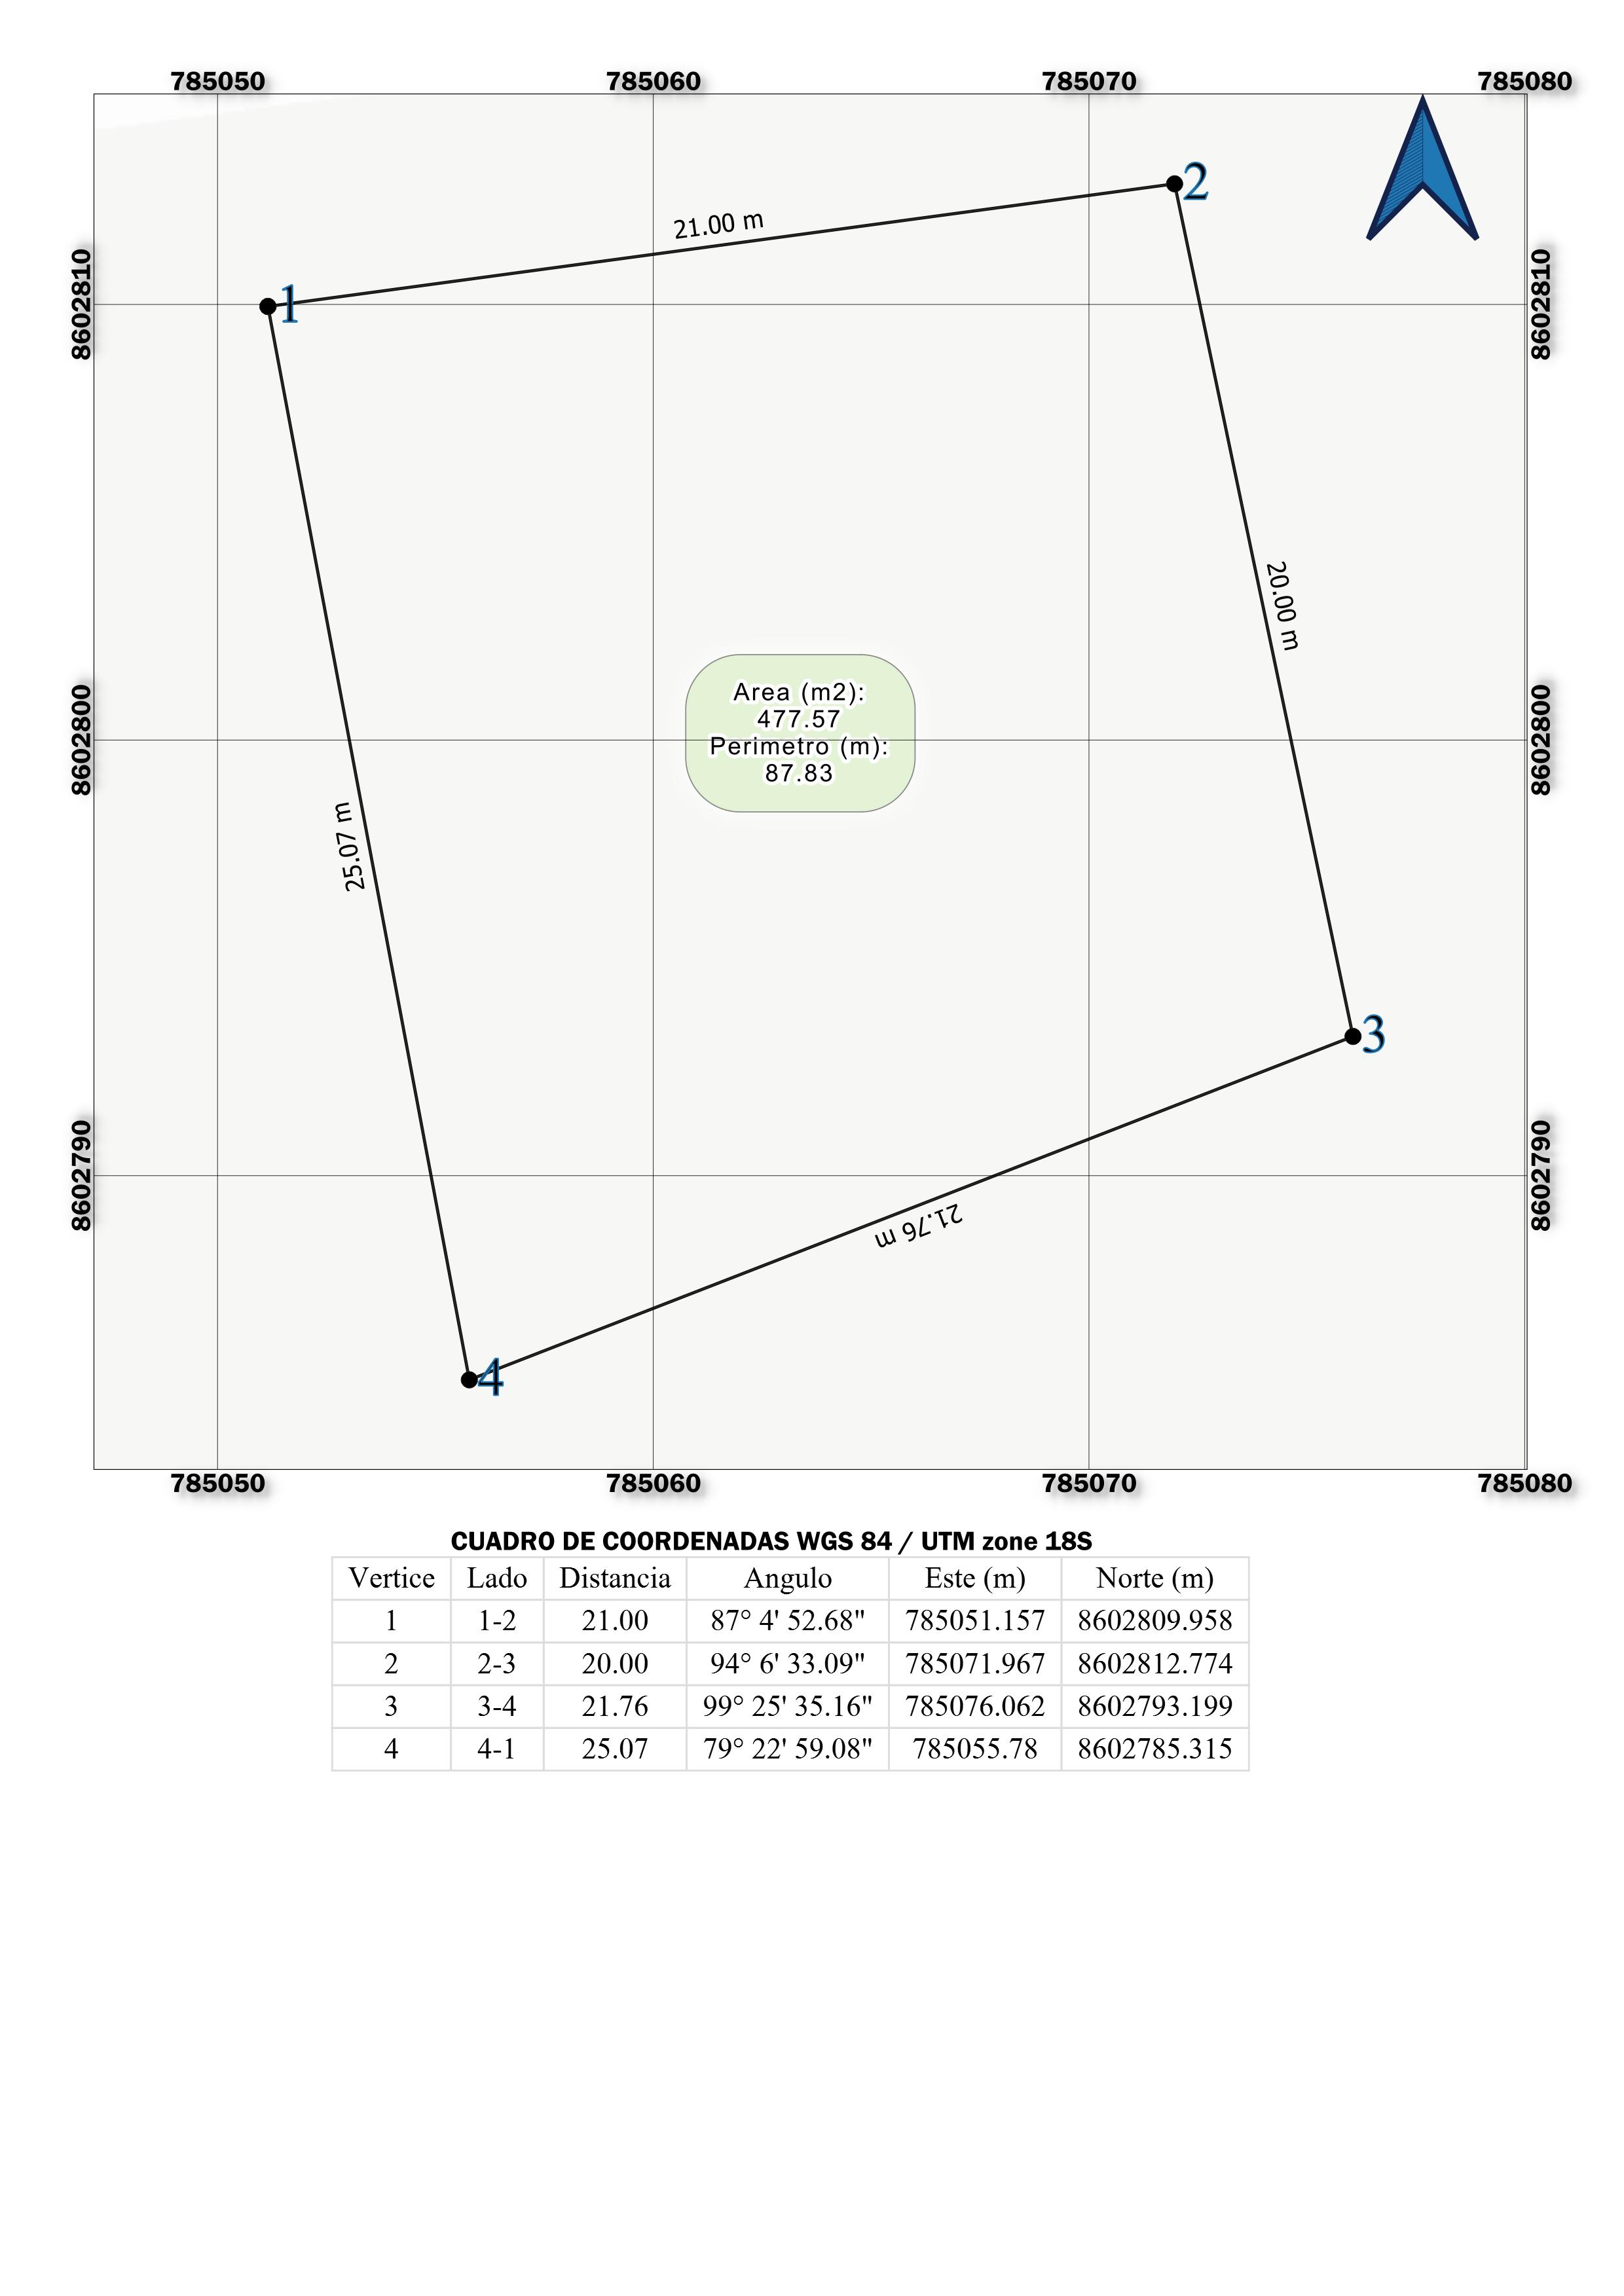 785050 785060 785070 785080
2
21.00 m
8602810 1 8602810
20.00 m
Area (m2):
477.57
8602800 Perimetro (m): 8602800
87.83
25.07 m
3
8602790 8602790
21.76 m
4
785050 785060 785070 785080
CUADRO DE COORDENADAS WGS 84 / UTM zone 18S
Vertice Lado Distancia Angulo Este (m) Norte (m)
1 1-2 21.00 87° 4' 52.68" 785051.157 8602809.958
2 2-3 20.00 94° 6' 33.09" 785071.967 8602812.774
3 3-4 21.76 99° 25' 35.16" 785076.062 8602793.199
4 4-1 25.07 79° 22' 59.08" 785055.78 8602785.315